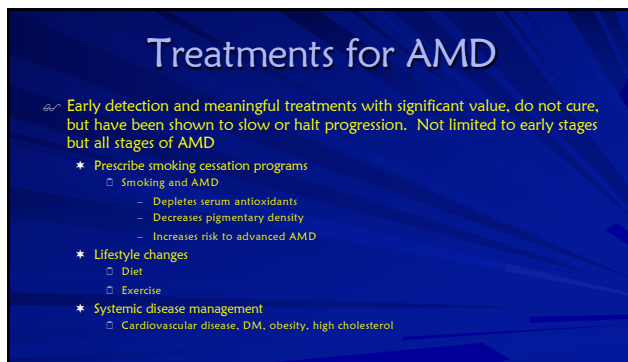 Treatments for AMD
Early detection and meaningful treatments with significant value, do not cure,
but have been shown to slow or halt progression. Not limited to early stages
but all stages of AMD
Prescribe smoking cessation programs
Smoking and AMD
– Depletes serum antioxidants
– Decreases pigmentary density
– Increases risk to advanced AMD
Lifestyle changes
Diet
Exercise
Systemic disease management
Cardiovascular disease, DM, obesity, high cholesterol